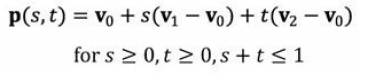 p(s, t) = v₀ + s(v₁ − v₀) + t(v₂ − v₀)
for s ≥ 0, t ≥ 0, s + t ≤ 1